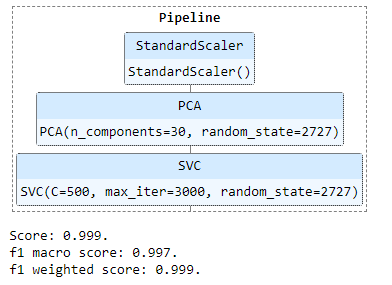 Pipeline
StandardScaler
StandardScaler()
PCA
PCA(n_components=30, random_state=2727)
SVC
SVC(C=500, max_iter=3000, random_state=2727)
Score: 0.999.
f1 macro score: 0.997.
f1 weighted score: 0.999.